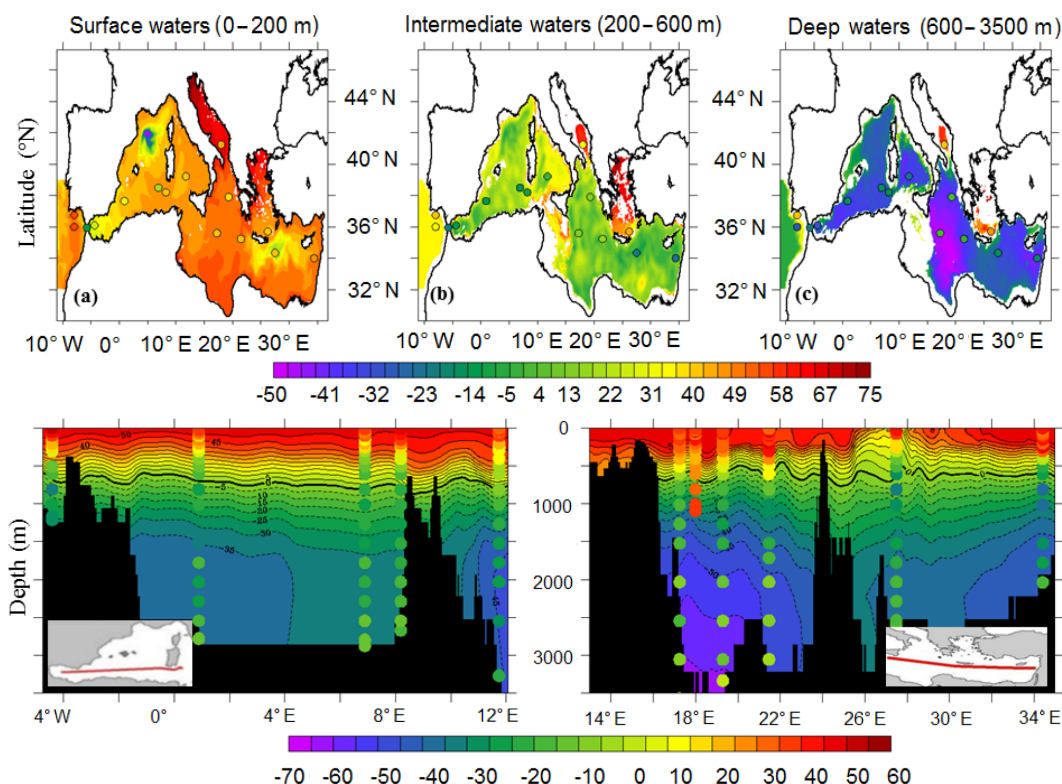 Surface waters (0–200 m) Intermediate waters (200–600 m) Deep waters (600–3500 m)
44° N 44° N
40° N 40° N
36° N 36° N
32° N 32° N
Latitude (°N)
(a) (b) (c)
10° W 0° 10° E 20° E 30° E 10° W 0° 10° E 20° E 30° E 10° W 0° 10° E 20° E 30° E
-50 -41 -32 -23 -14 -5 4 13 22 31 40 49 58 67 75
0
1000
2000
3000
Depth (m)
4° W 0° 4° E 8° E 12° E 14° E 18° E 22° E 26° E 30° E 34° E
-70 -60 -50 -40 -30 -20 -10 0 10 20 30 40 50 60